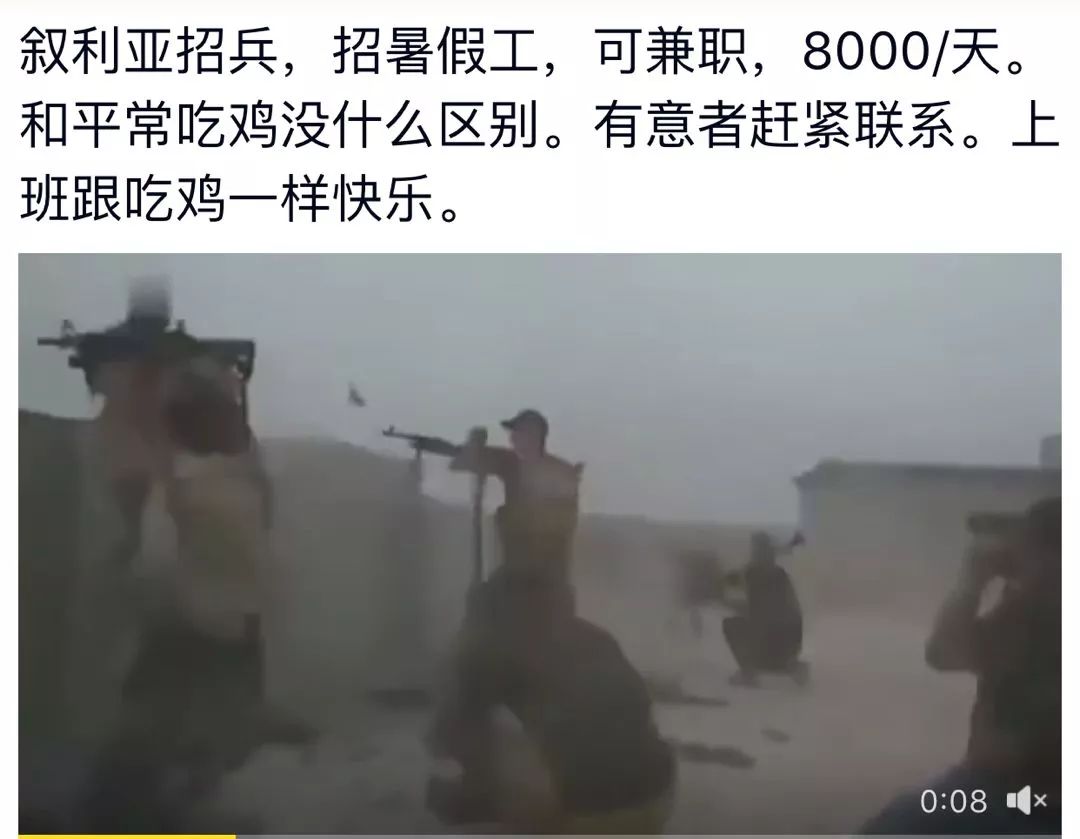 叙利亚招兵，招暑假工，可兼职，8000/天。
和平常吃鸡没什么区别。有意者赶紧联系。上
班跟吃鸡一样快乐。
0:08